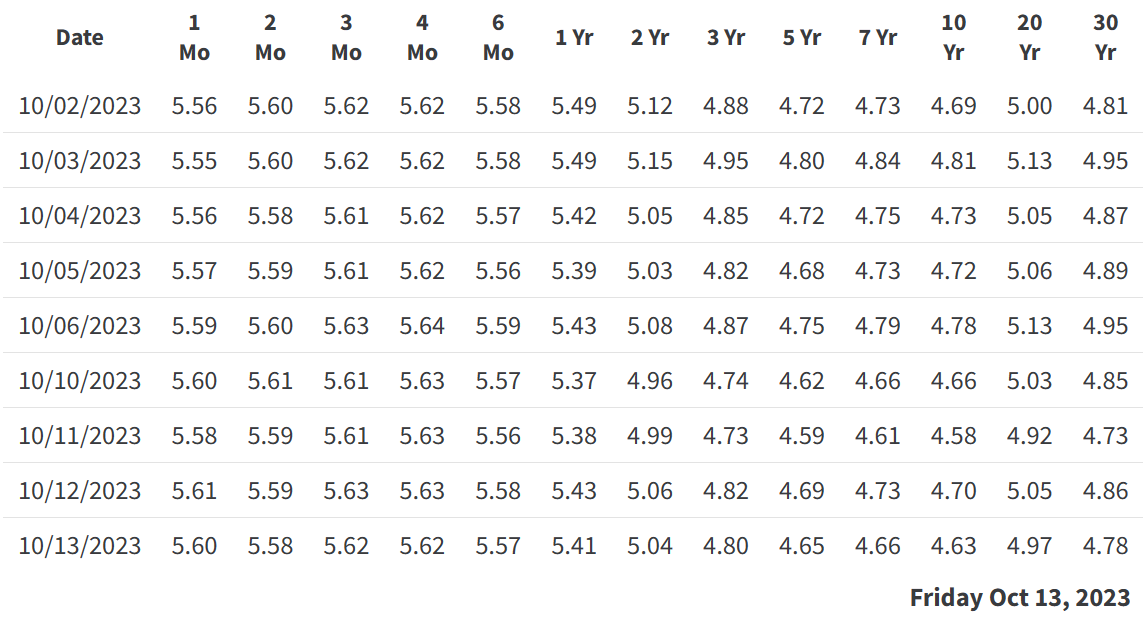 Date 1 Mo 2 Mo 3 Mo 4 Mo 6 Mo 1 Yr 2 Yr 3 Yr 5 Yr 7 Yr 10 Yr 20 Yr 30 Yr
10/02/2023 5.56 5.60 5.62 5.62 5.58 5.49 5.12 4.88 4.72 4.73 4.69 5.00 4.81
10/03/2023 5.55 5.60 5.62 5.62 5.58 5.49 5.15 4.95 4.80 4.84 4.81 5.13 4.95
10/04/2023 5.56 5.58 5.61 5.62 5.57 5.42 5.05 4.85 4.72 4.75 4.73 5.05 4.87
10/05/2023 5.57 5.59 5.61 5.62 5.56 5.39 5.03 4.82 4.68 4.73 4.72 5.06 4.89
10/06/2023 5.59 5.60 5.63 5.64 5.59 5.43 5.08 4.87 4.75 4.79 4.78 5.13 4.95
10/10/2023 5.60 5.61 5.61 5.63 5.57 5.37 4.96 4.74 4.62 4.66 4.66 5.03 4.85
10/11/2023 5.58 5.59 5.61 5.63 5.56 5.38 4.99 4.73 4.59 4.61 4.58 4.92 4.73
10/12/2023 5.61 5.59 5.63 5.63 5.58 5.43 5.06 4.82 4.69 4.73 4.70 5.05 4.86
10/13/2023 5.60 5.58 5.62 5.62 5.57 5.41 5.04 4.80 4.65 4.66 4.63 4.97 4.78
Friday Oct 13, 2023